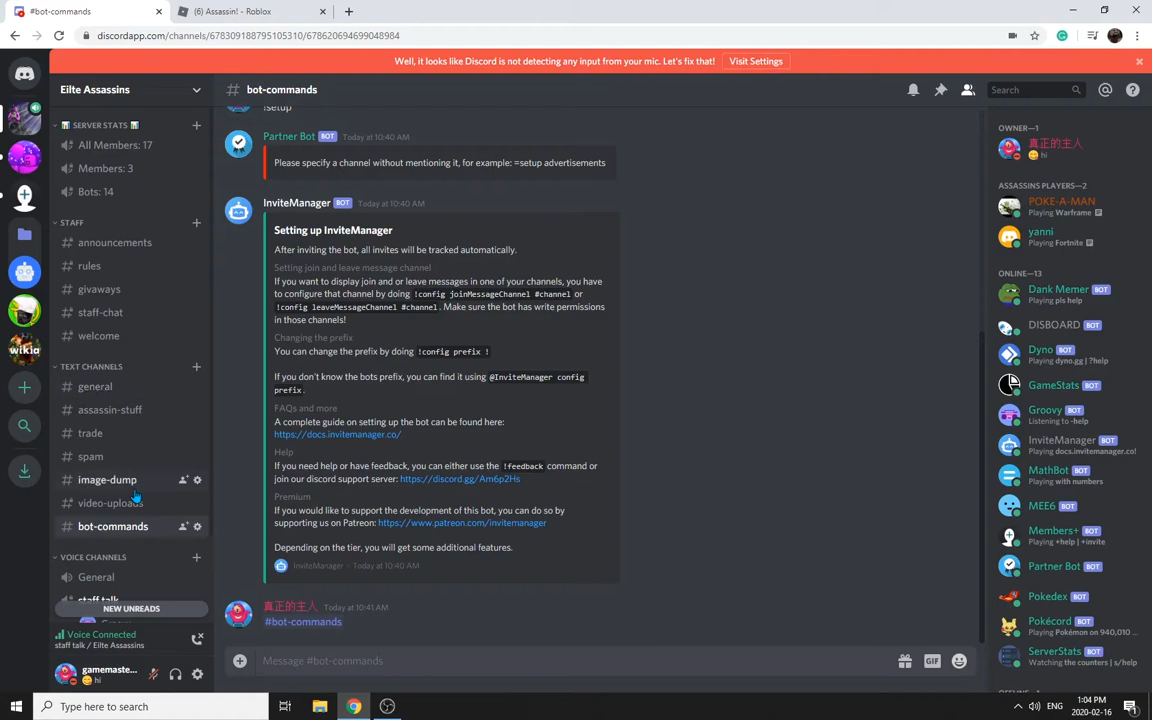 #bot-commands
(6) Assassin! - Roblox
discordapp.com/channels/678309188795105310/678620694699048984
Well, it looks like Discord is not detecting any input from your mic. Let's fix that!
Visit Settings
Eilte Assassins
bot-commands
Search
SERVER STATS
All Members: 17
Members: 3
Bots: 14
STAFF
announcements
rules
givaways
staff-chat
welcome
TEXT CHANNELS
general
assassin-stuff
trade
spam
image-dump
video-uploads
bot-commands
VOICE CHANNELS
General
staff talk
NEW UNREADS
Voice Connected
staff talk / Eilte Assassins
gamemaste...
hi
!setup
Partner Bot BOT Today at 10:40 AM
Please specify a channel without mentioning it, for example: =setup advertisements
InviteManager BOT Today at 10:40 AM
Setting up InviteManager
After inviting the bot, all invites will be tracked automatically.
Setting join and leave message channel
If you want to display join and or leave messages in one of your channels, you have
to configure that channel by doing !config joinMessageChannel #channel or
!config leaveMessageChannel #channel. Make sure the bot has write permissions
in those channels!
Changing the prefix
You can change the prefix by doing !config prefix !
If you don't know the bots prefix, you can find it using @InviteManager config
prefix.
FAQs and more
A complete guide on setting up the bot can be found here:
https://docs.invitemanager.co/
Help
If you need help or have feedback, you can either use the !feedback command or
join our discord support server: https://discord.gg/Am6p2Hs
Premium
If you would like to support the development of this bot, you can do so by
supporting us on Patreon: https://www.patreon.com/invitemanager
Depending on the tier, you will get some additional features.
InviteManager • Today at 10:40 AM
真正的主人 Today at 10:41 AM
#bot-commands
Message #bot-commands
GIF
OWNER—1
真正的主人
hi
ASSASSINS PLAYERS—2
POKE-A-MAN
Playing Warframe
yanni
Playing Fortnite
ONLINE—13
Dank Memer BOT
Playing pls help
DISBOARD BOT
Dyno BOT
Playing dyno.gg | ?help
GameStats BOT
Groovy BOT
Listening to -help
InviteManager BOT
Playing docs.invitemanager.co!
MathBot BOT
Playing with numbers
MEE6 BOT
Members+ BOT
Playing +help | +invite
Partner Bot BOT
Pokedex BOT
Pokécord BOT
Playing Pokémon on 940,010 ...
ServerStats BOT
Watching the counters | s/help
wikia
Type here to search
ENG
1:04 PM
2020-02-16